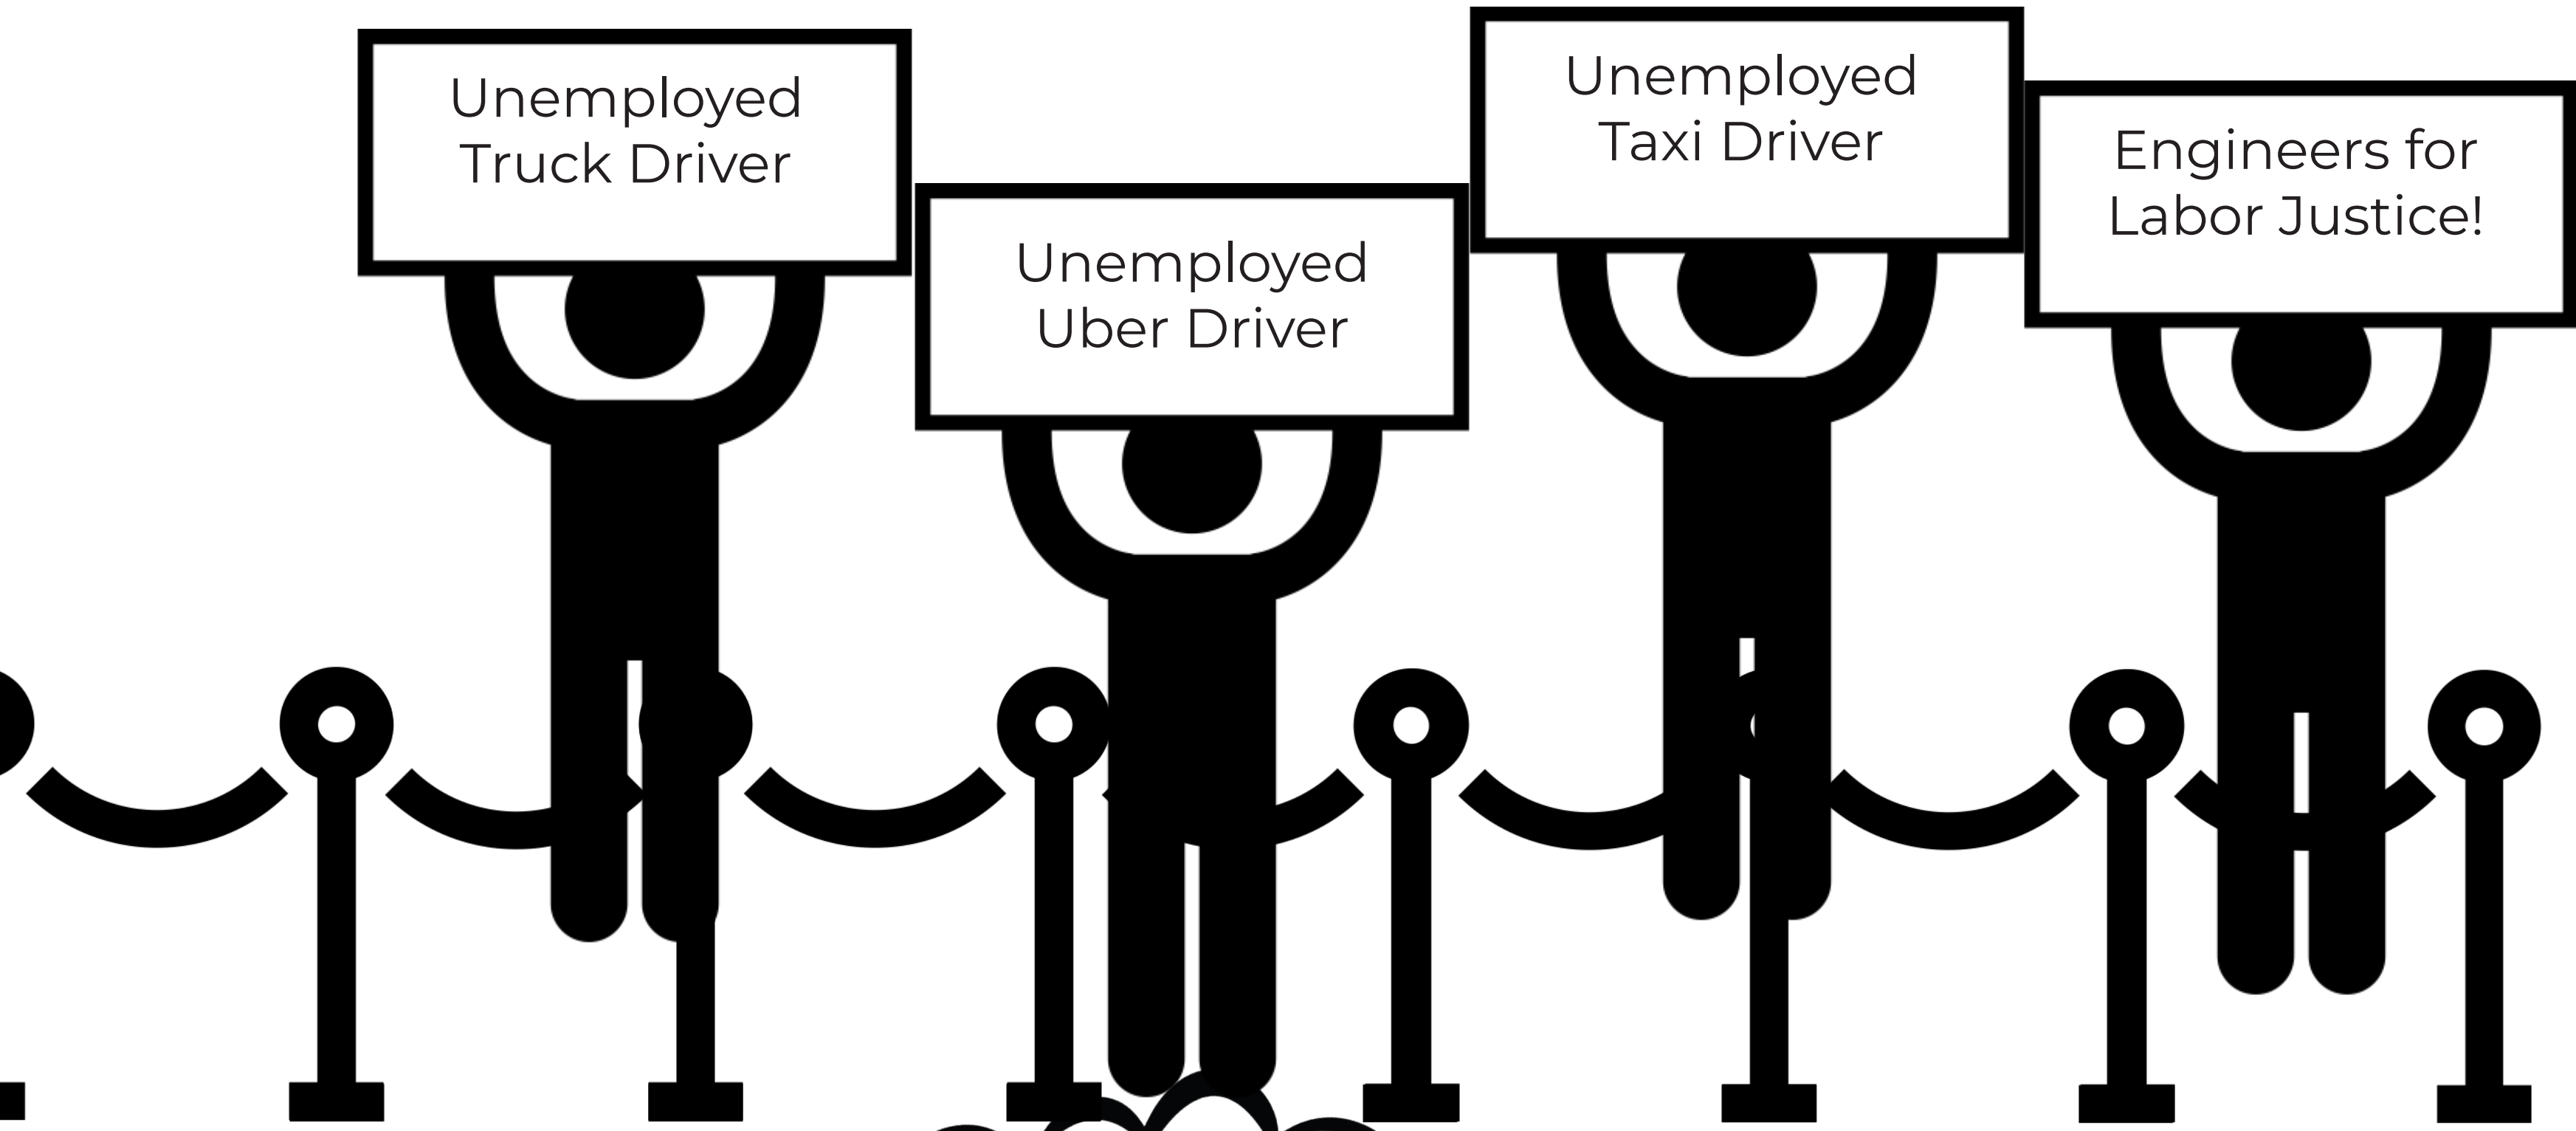 Unemployed
Truck Driver
Unemployed
Uber Driver
Unemployed
Taxi Driver
Engineers for
Labor Justice!